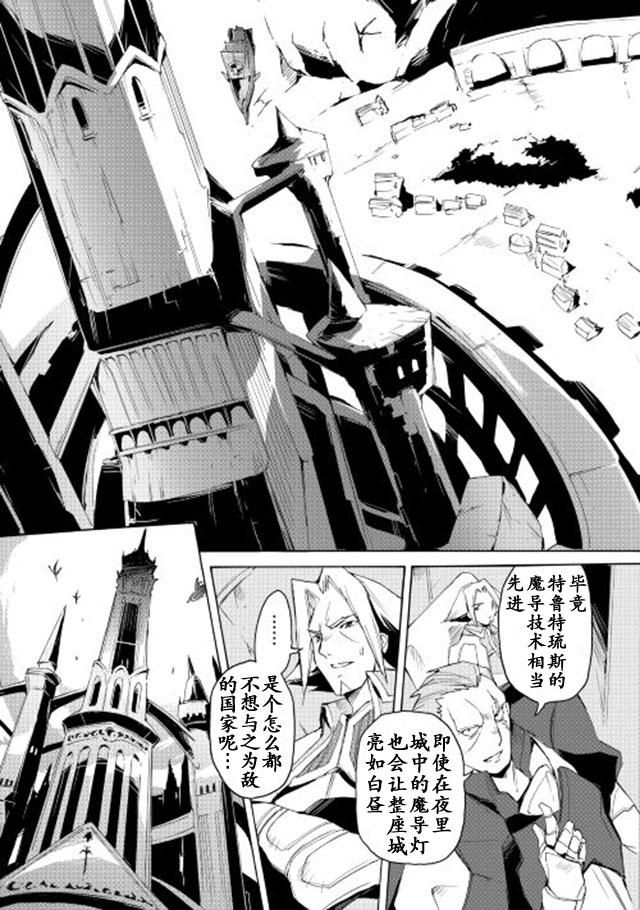 毕竟
特鲁特琉斯的
魔导技术相当
先进
即使在夜里
城中的魔导灯
也会让整座城
亮如白昼
……
是个怎么都
不想与之为敌
的国家呢…